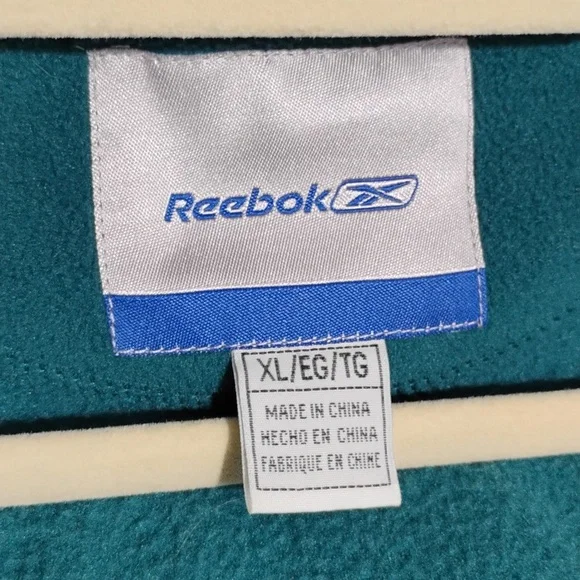 Reebok
XL/EG/TG
MADE IN CHINA
HECHO EN CHINA
FABRIQUE EN CHINE